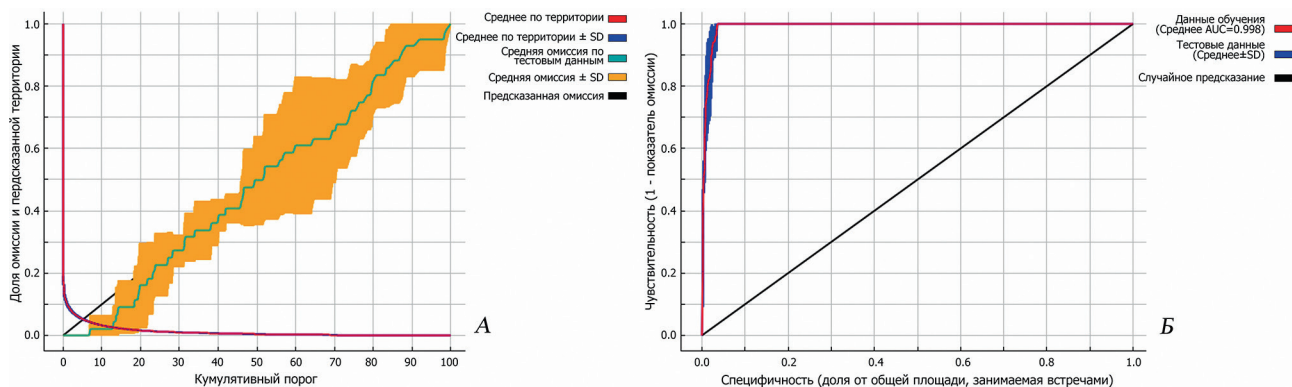 Доля омиссии и пердсказанной территории
1.0
0.8
0.6
0.4
0.2
0.0
0
10
20
30
40
50
60
70
80
90
100
Кумулятивный порог
Среднее по территории
Среднее по территории ± SD
Средняя омиссия по
тестовым данным
Средняя омиссия ± SD
Предсказанная омиссия
А
Чувствительность (1 - показатель омиссии)
1.0
0.8
0.6
0.4
0.2
0.0
0.0
0.2
0.4
0.6
0.8
1.0
Специфичность (доля от общей площади, занимаемая встречами)
Данные обучения
(Среднее AUC=0.998)
Тестовые данные
(Среднее±SD)
Случайное предсказание
Б